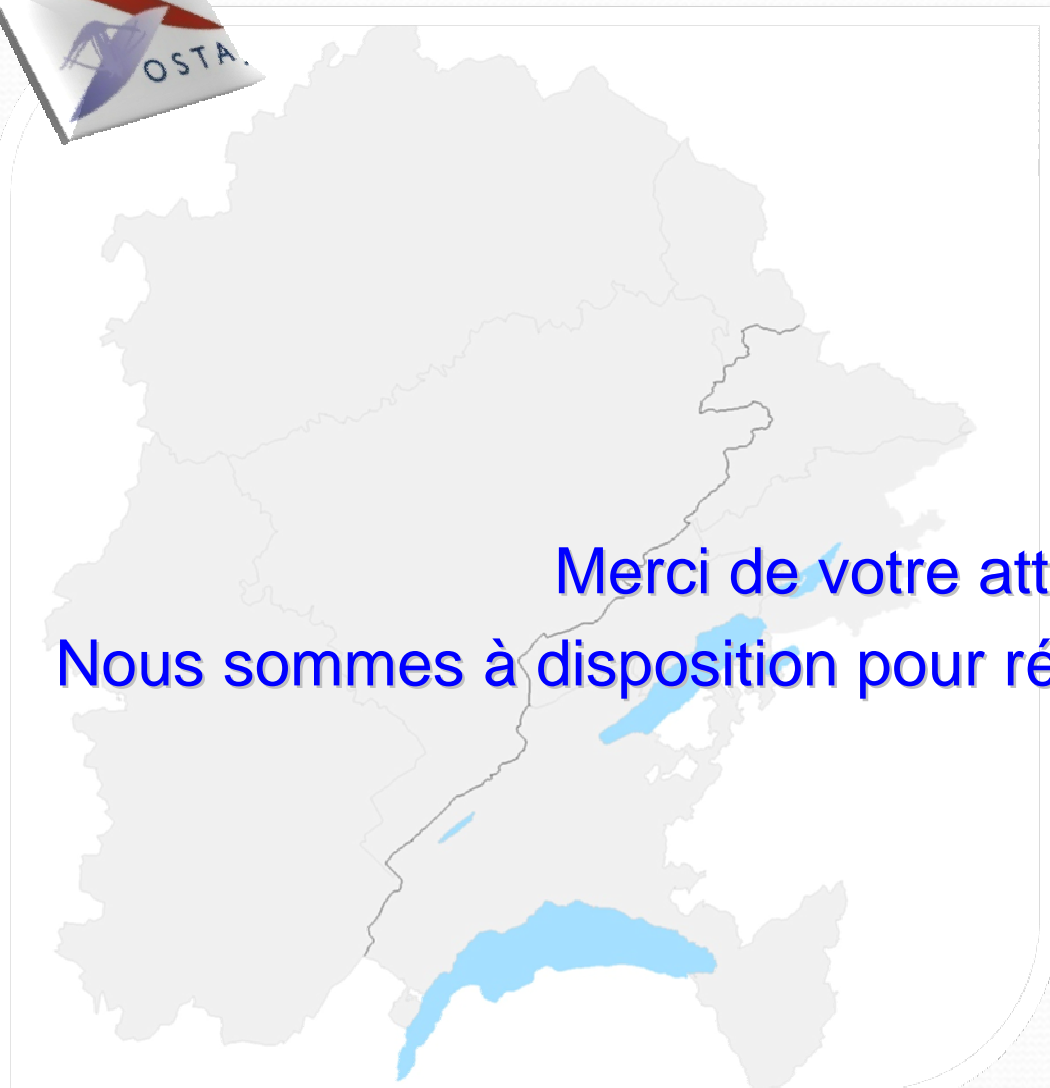 OSTA
Merci de votre att
Nous sommes à disposition pour ré